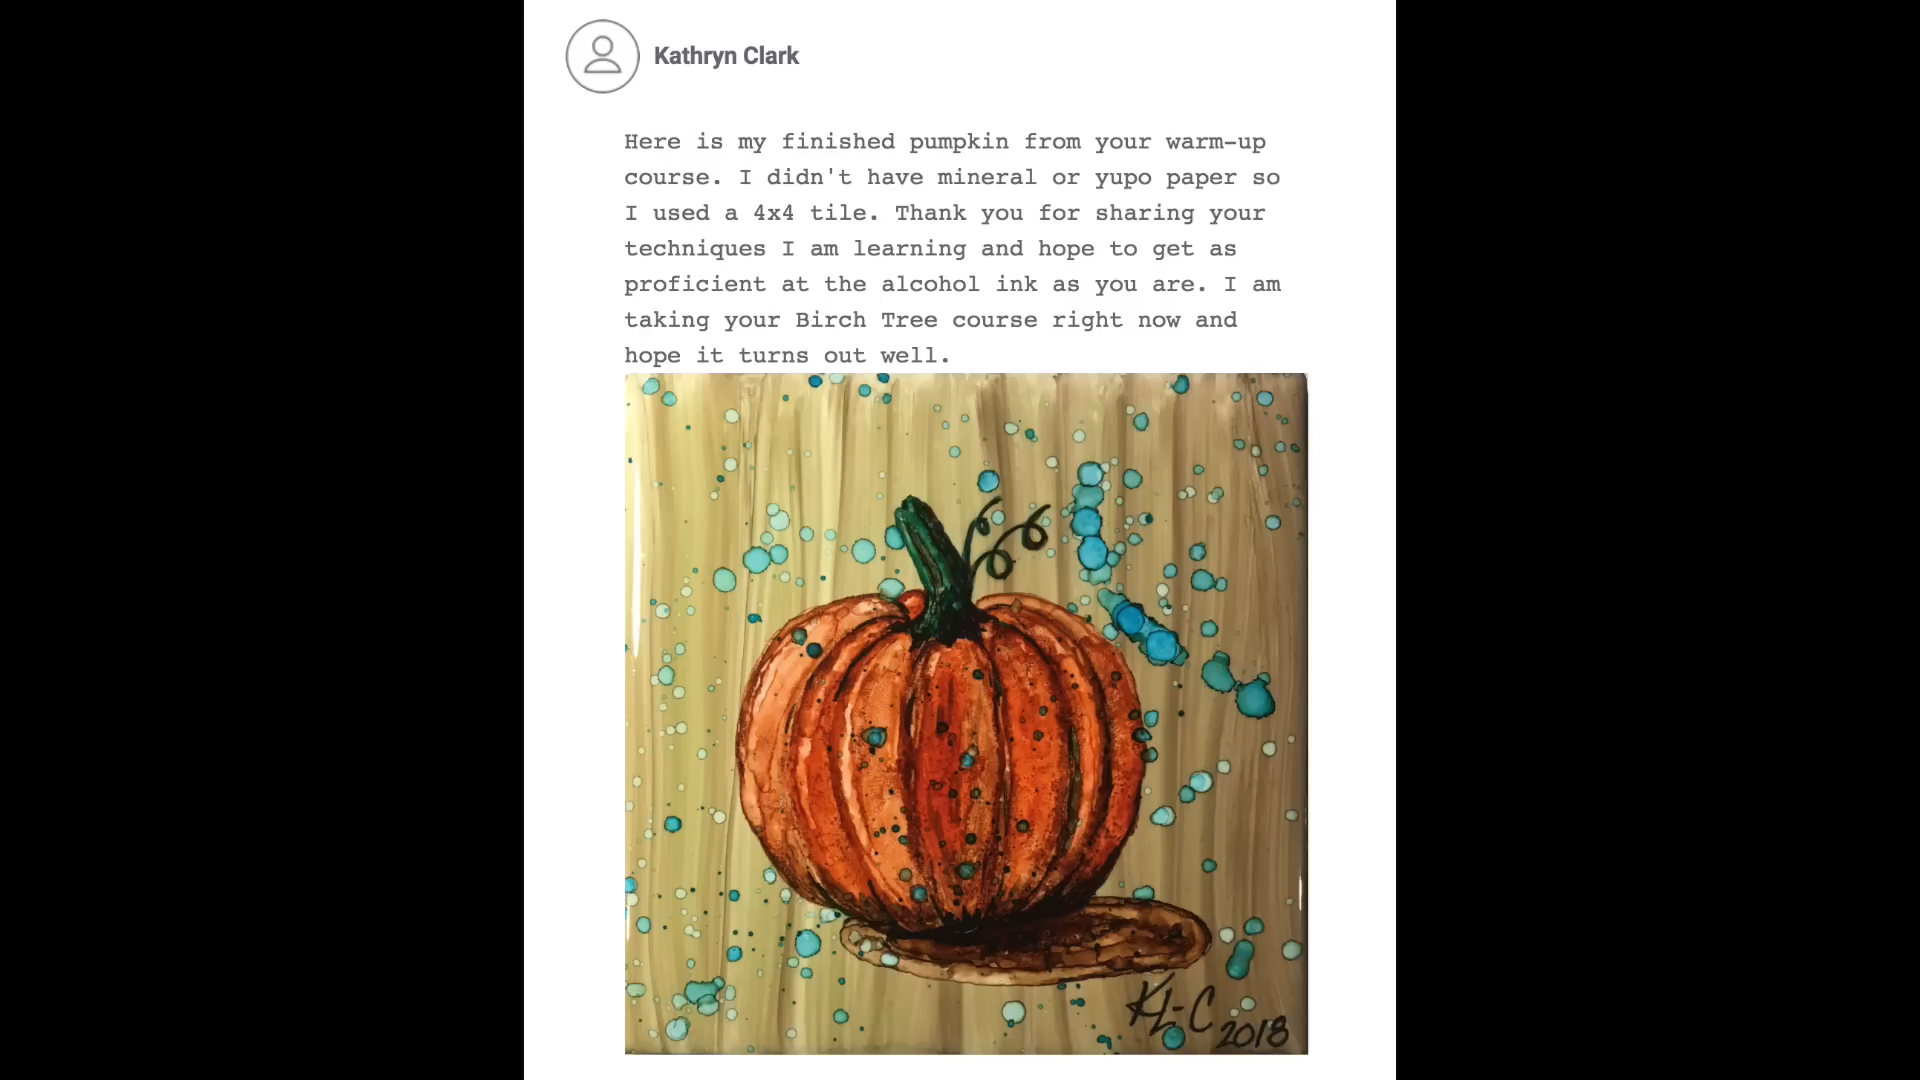 Kathryn Clark
Here is my finished pumpkin from your warm-up
course. I didn't have mineral or yupo paper so
I used a 4x4 tile. Thank you for sharing your
techniques I am learning and hope to get as
proficient at the alcohol ink as you are. I am
taking your Birch Tree course right now and
hope it turns out well.
KL-C
2018